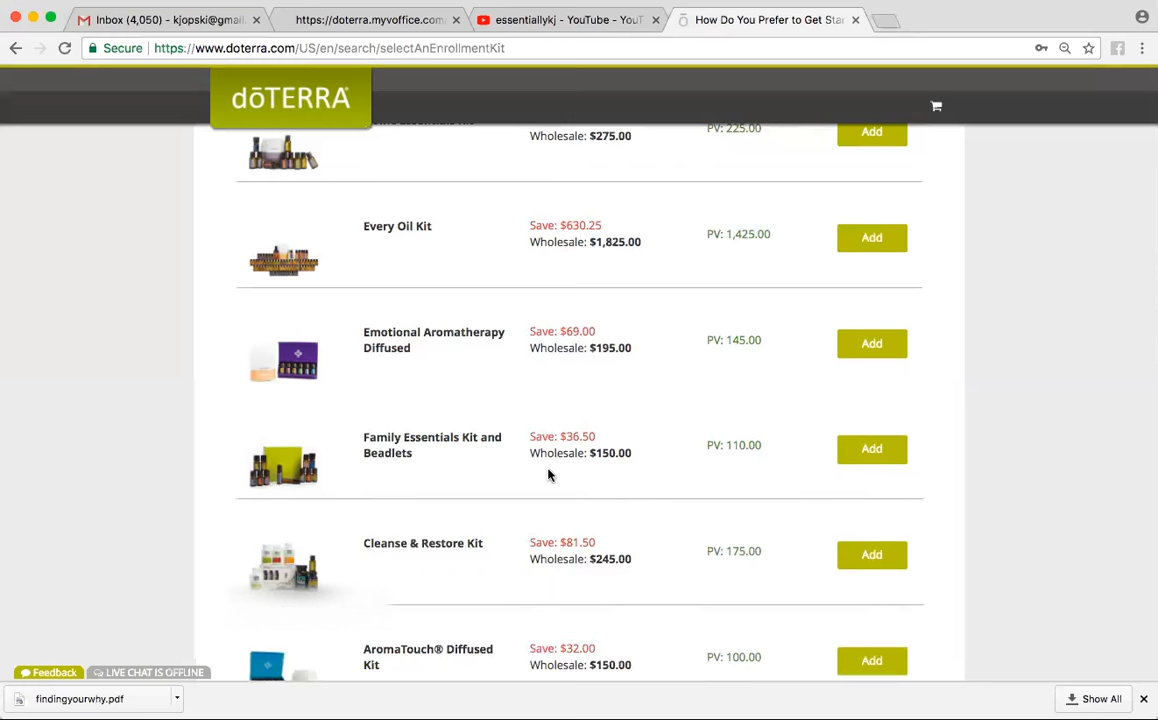 Inbox (4,050) - kjopski@gmail.
https://doterra.myvoffice.com
essentiallykj - YouTube - YouT
How Do You Prefer to Get Star
Secure https://www.doterra.com/US/en/search/selectAnEnrollmentKit
dōTERRA
Wholesale: $275.00
PV: 225.00
Add
Every Oil Kit
Save: $630.25
Wholesale: $1,825.00
PV: 1,425.00
Add
Emotional Aromatherapy
Diffused
Save: $69.00
Wholesale: $195.00
PV: 145.00
Add
Family Essentials Kit and
Beadlets
Save: $36.50
Wholesale: $150.00
PV: 110.00
Add
Cleanse & Restore Kit
Save: $81.50
Wholesale: $245.00
PV: 175.00
Add
AromaTouch® Diffused
Kit
Save: $32.00
Wholesale: $150.00
PV: 100.00
Add
Feedback
LIVE CHAT IS OFFLINE
findingyourwhy.pdf
Show All